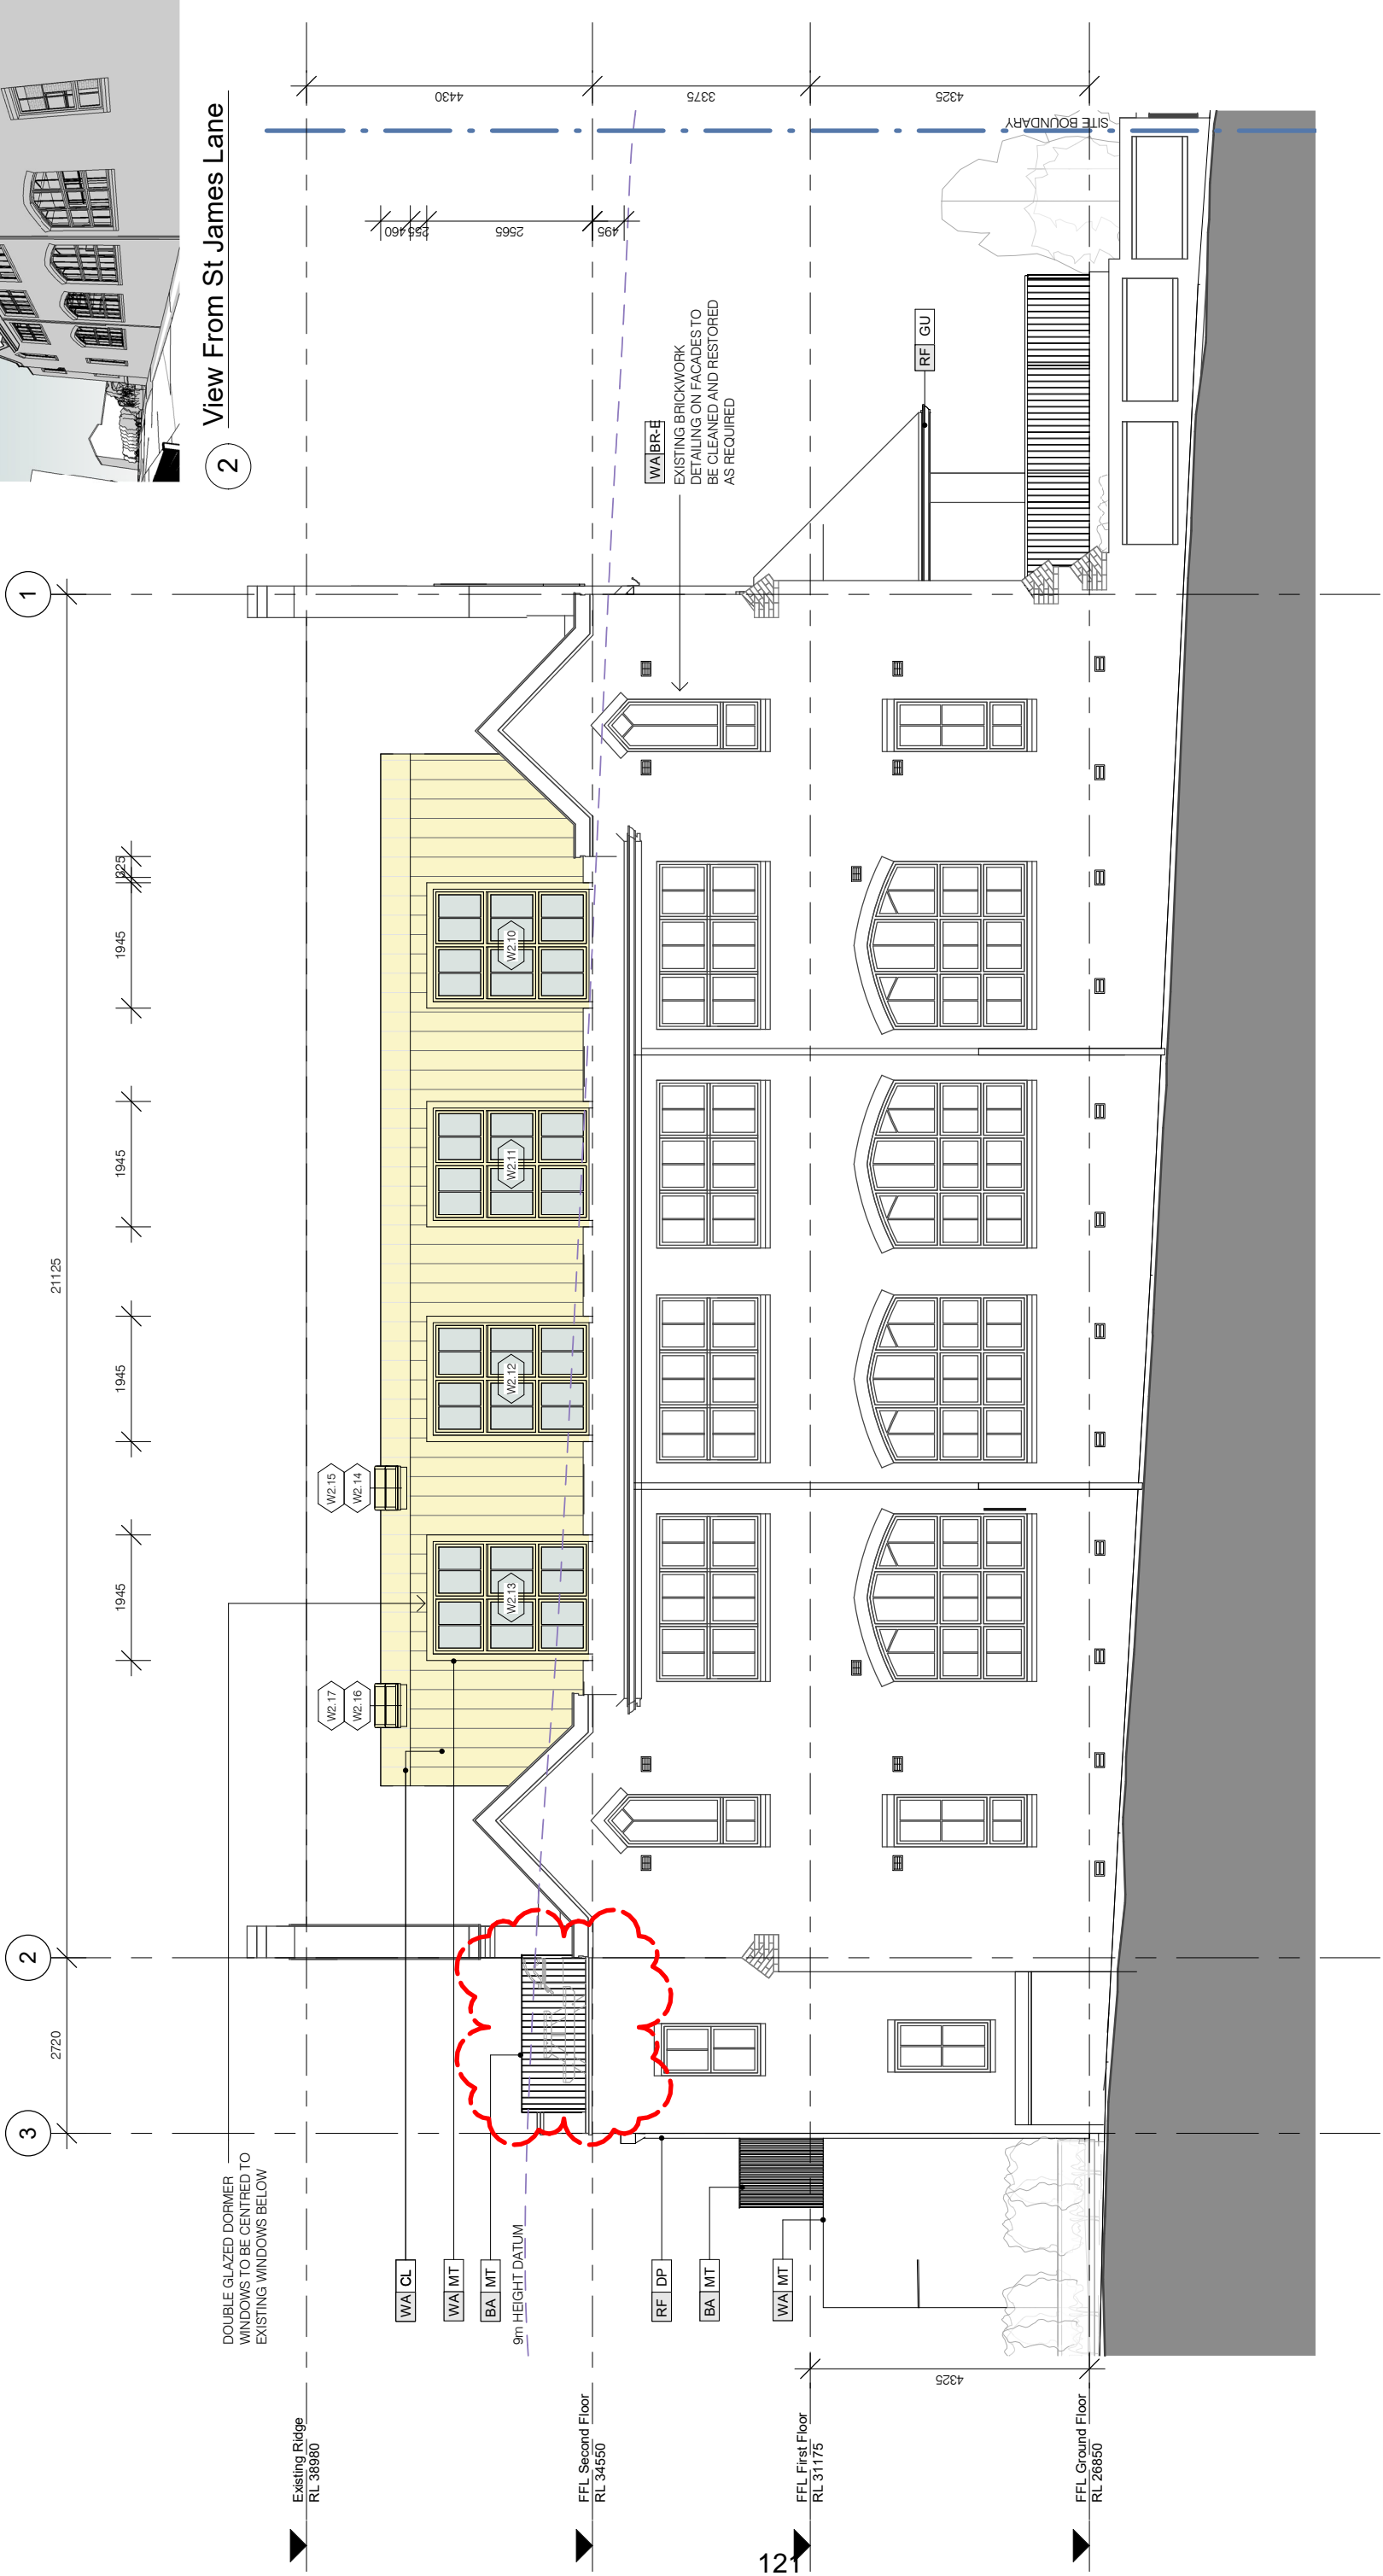 3
2
1
2720
21125
1945
1945
1945
1945
325
DOUBLE GLAZED DORMER
WINDOWS TO BE CENTRED TO
EXISTING WINDOWS BELOW
W2.17
W2.16
W2.15
W2.14
W2.13
W2.12
W2.11
W2.10
2
View From St James Lane
Existing Ridge
RL 38980
FFL Second Floor
RL 34550
FFL First Floor
RL 31175
FFL Ground Floor
RL 26850
WA CL
WA MT
BA MT
9m HEIGHT DATUM
RF DP
BA MT
WA MT
4325
WA BR-E
EXISTING BRICKWORK
DETAILING ON FACADES TO
BE CLEANED AND RESTORED
AS REQUIRED
RF GU
460
255
2565
495
4430
3375
4325
SITE BOUNDARY
121